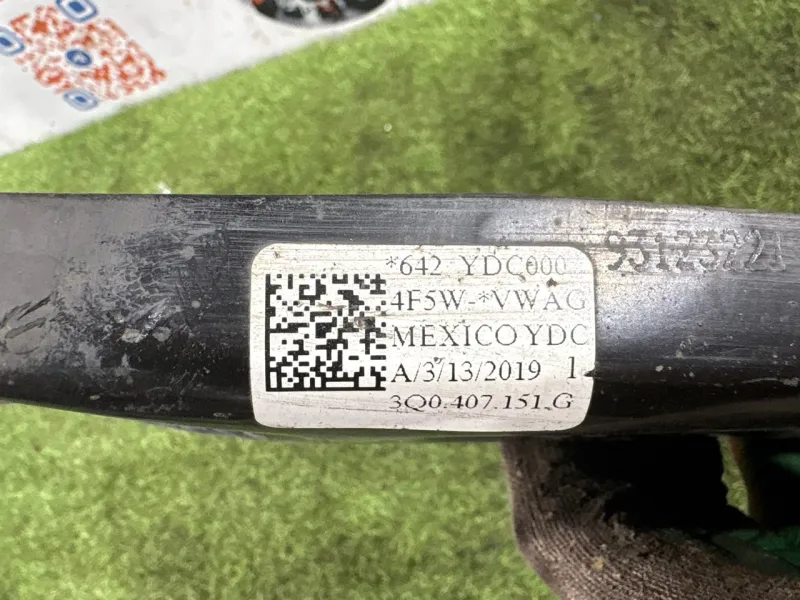 *642 YDC000
4F5W-*VWAG
MEXICO YDC
A/3/13/2019 1
3Q0.407.151.G